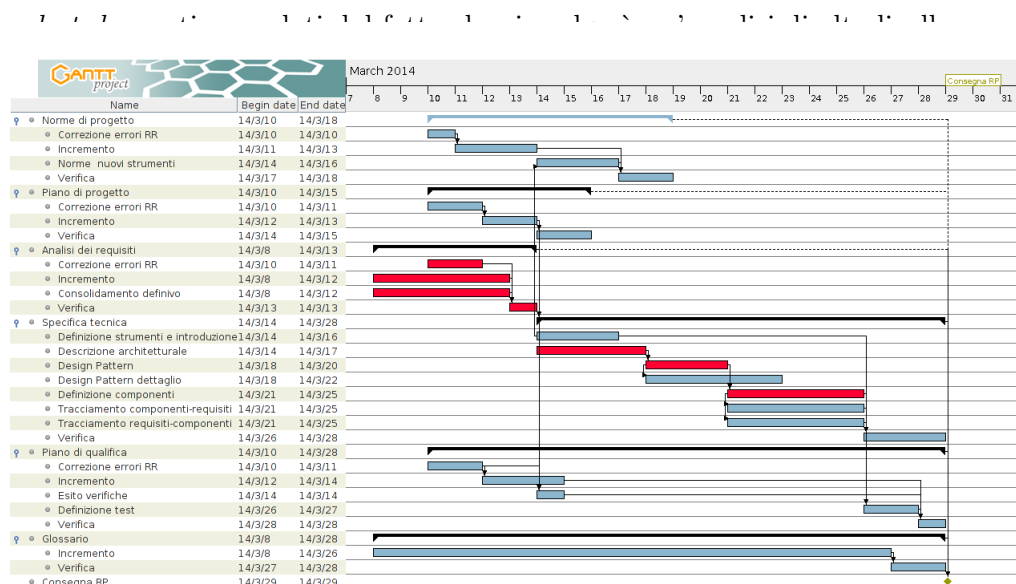 March 2014
GANTT project
Consegna RP
7 8 9 10 11 12 13 14 15 16 17 18 19 20 21 22 23 24 25 26 27 28 29 30 31
Name Begin date End date
Norme di progetto 14/3/10 14/3/18
Correzione errori RR 14/3/10 14/3/10
Incremento 14/3/11 14/3/13
Norme nuovi strumenti 14/3/14 14/3/16
Verifica 14/3/17 14/3/18
Piano di progetto 14/3/10 14/3/15
Correzione errori RR 14/3/10 14/3/11
Incremento 14/3/12 14/3/13
Verifica 14/3/14 14/3/15
Analisi dei requisiti 14/3/8 14/3/13
Correzione errori RR 14/3/10 14/3/11
Incremento 14/3/8 14/3/12
Consolidamento definivo 14/3/8 14/3/12
Verifica 14/3/13 14/3/13
Specifica tecnica 14/3/14 14/3/28
Definizione strumenti e introduzione 14/3/14 14/3/16
Descrizione architetturale 14/3/14 14/3/17
Design Pattern 14/3/18 14/3/20
Design Pattern dettaglio 14/3/18 14/3/22
Definizione componenti 14/3/21 14/3/25
Tracciamento componenti-requisiti 14/3/21 14/3/25
Tracciamento requisiti-componenti 14/3/21 14/3/25
Verifica 14/3/26 14/3/28
Piano di qualifica 14/3/10 14/3/28
Correzione errori RR 14/3/10 14/3/11
Incremento 14/3/12 14/3/14
Esito verifiche 14/3/14 14/3/14
Definizione test 14/3/26 14/3/27
Verifica 14/3/28 14/3/28
Glossario 14/3/8 14/3/28
Incremento 14/3/8 14/3/26
Verifica 14/3/27 14/3/28
Consegna RP 14/3/29 14/3/29